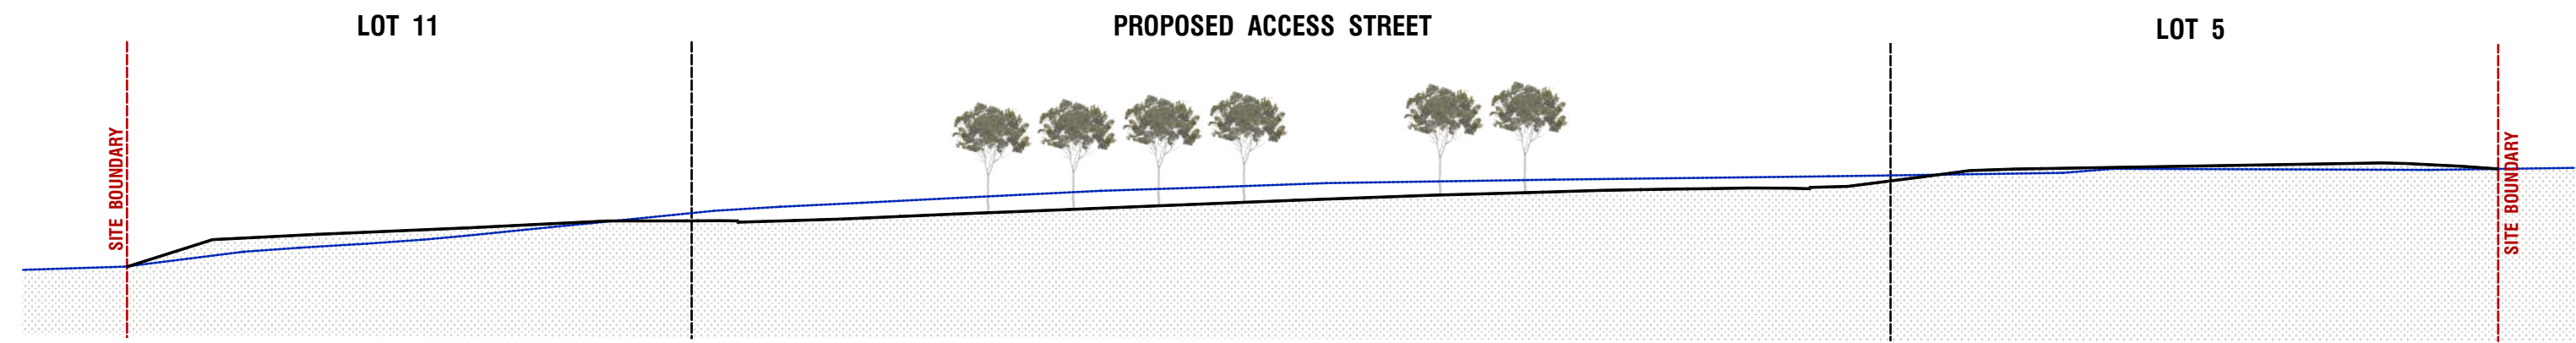 LOT 11
PROPOSED ACCESS STREET
LOT 5
SITE BOUNDARY
SITE BOUNDARY